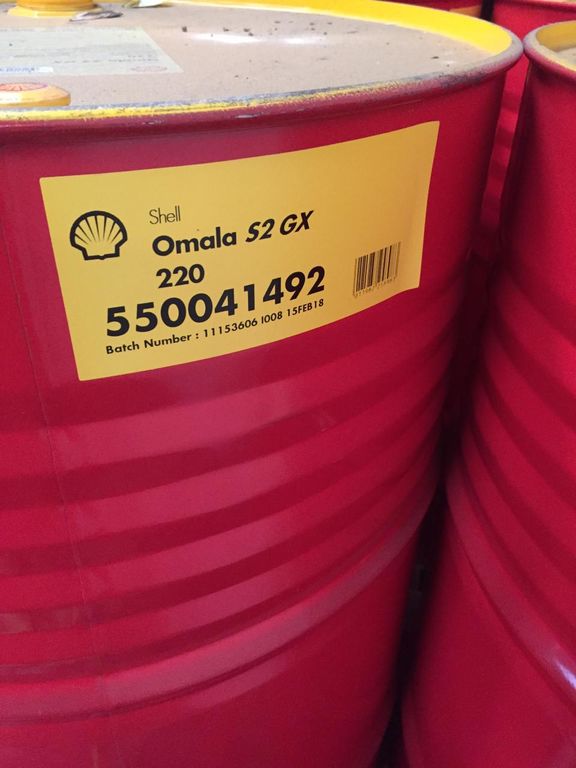 Shell
Omala S2 GX
220
550041492
Batch Number : 11153606 I008 15FEB18